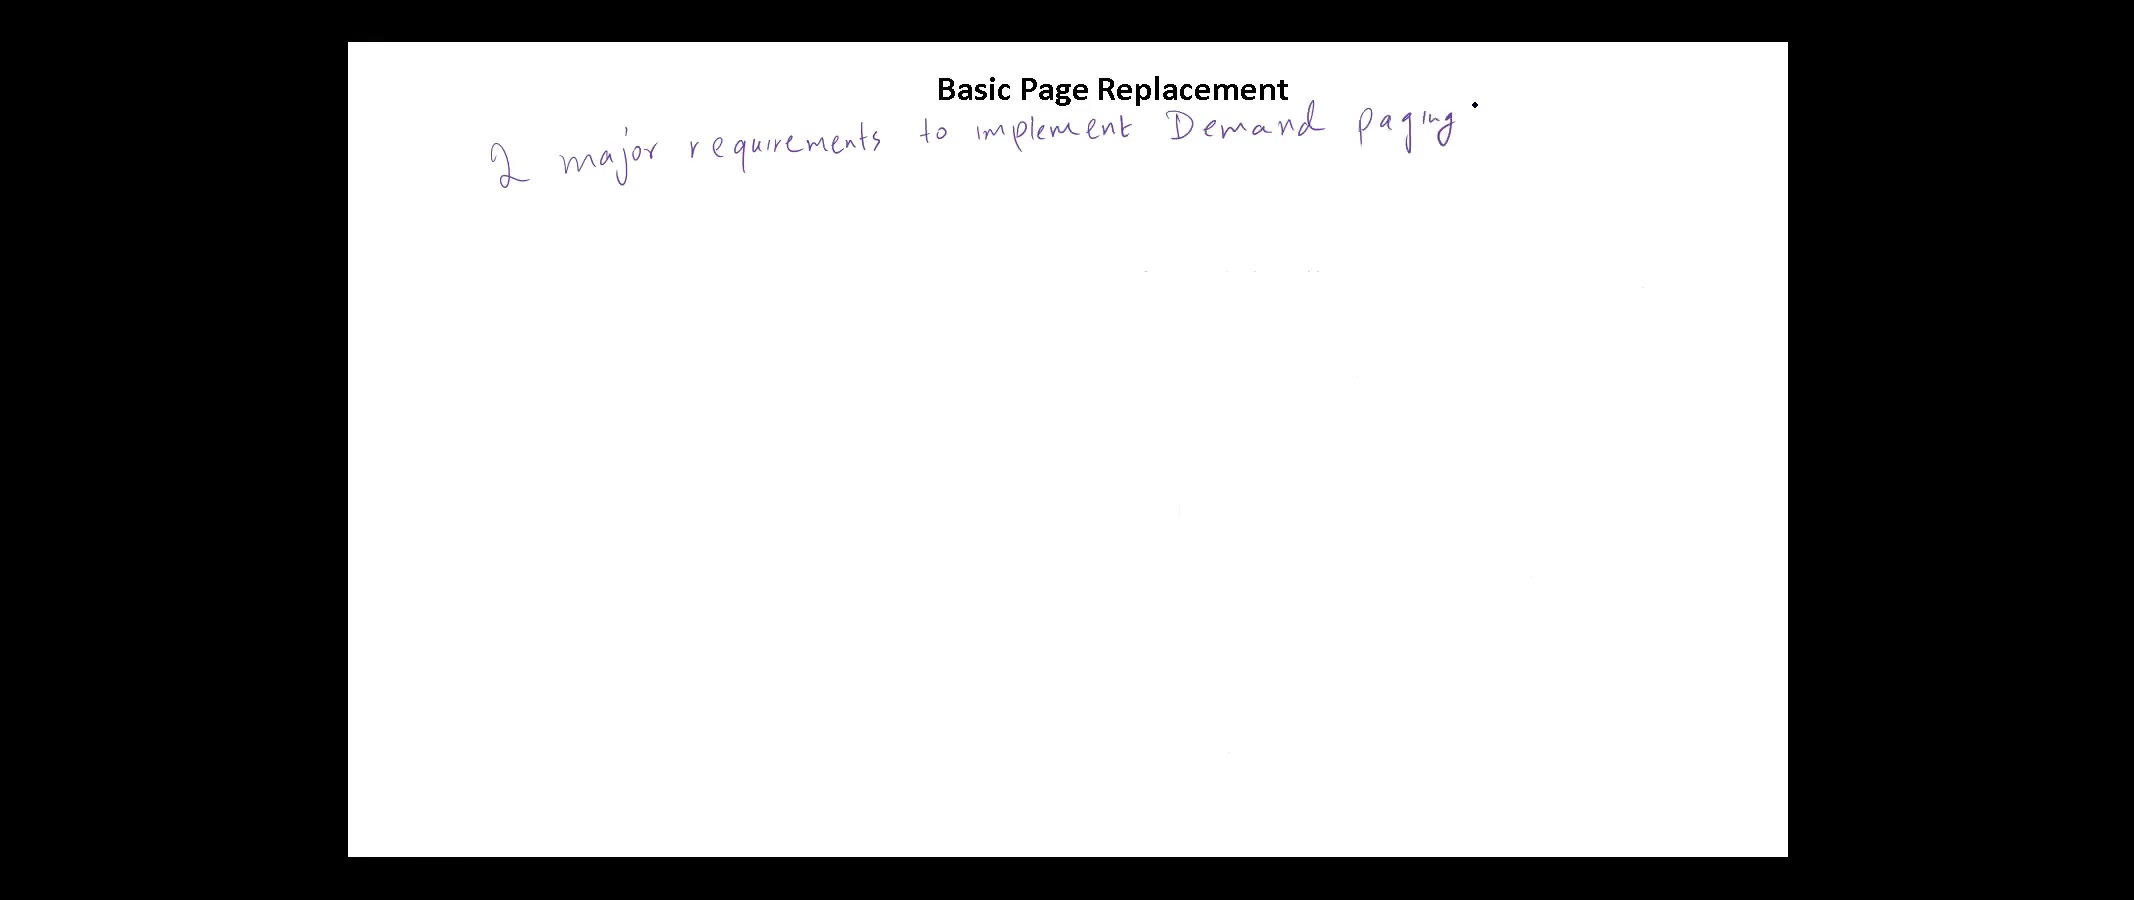 Basic Page Replacement
2 major requirements to implement Demand paging